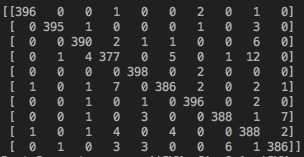 [[396 0 0 1 0 0 2 0 1 0]
[ 0 395 1 0 0 0 1 0 3 0]
[ 0 0 390 2 1 1 0 0 6 0]
[ 0 1 4 377 0 5 0 1 12 0]
[ 0 0 0 0 398 0 2 0 0 0]
[ 1 0 1 7 0 386 2 0 2 1]
[ 0 0 1 0 1 0 396 0 2 0]
[ 0 0 1 0 3 0 0 388 1 7]
[ 1 0 1 4 0 4 0 0 388 2]
[ 0 1 0 3 3 0 0 6 1 386]]